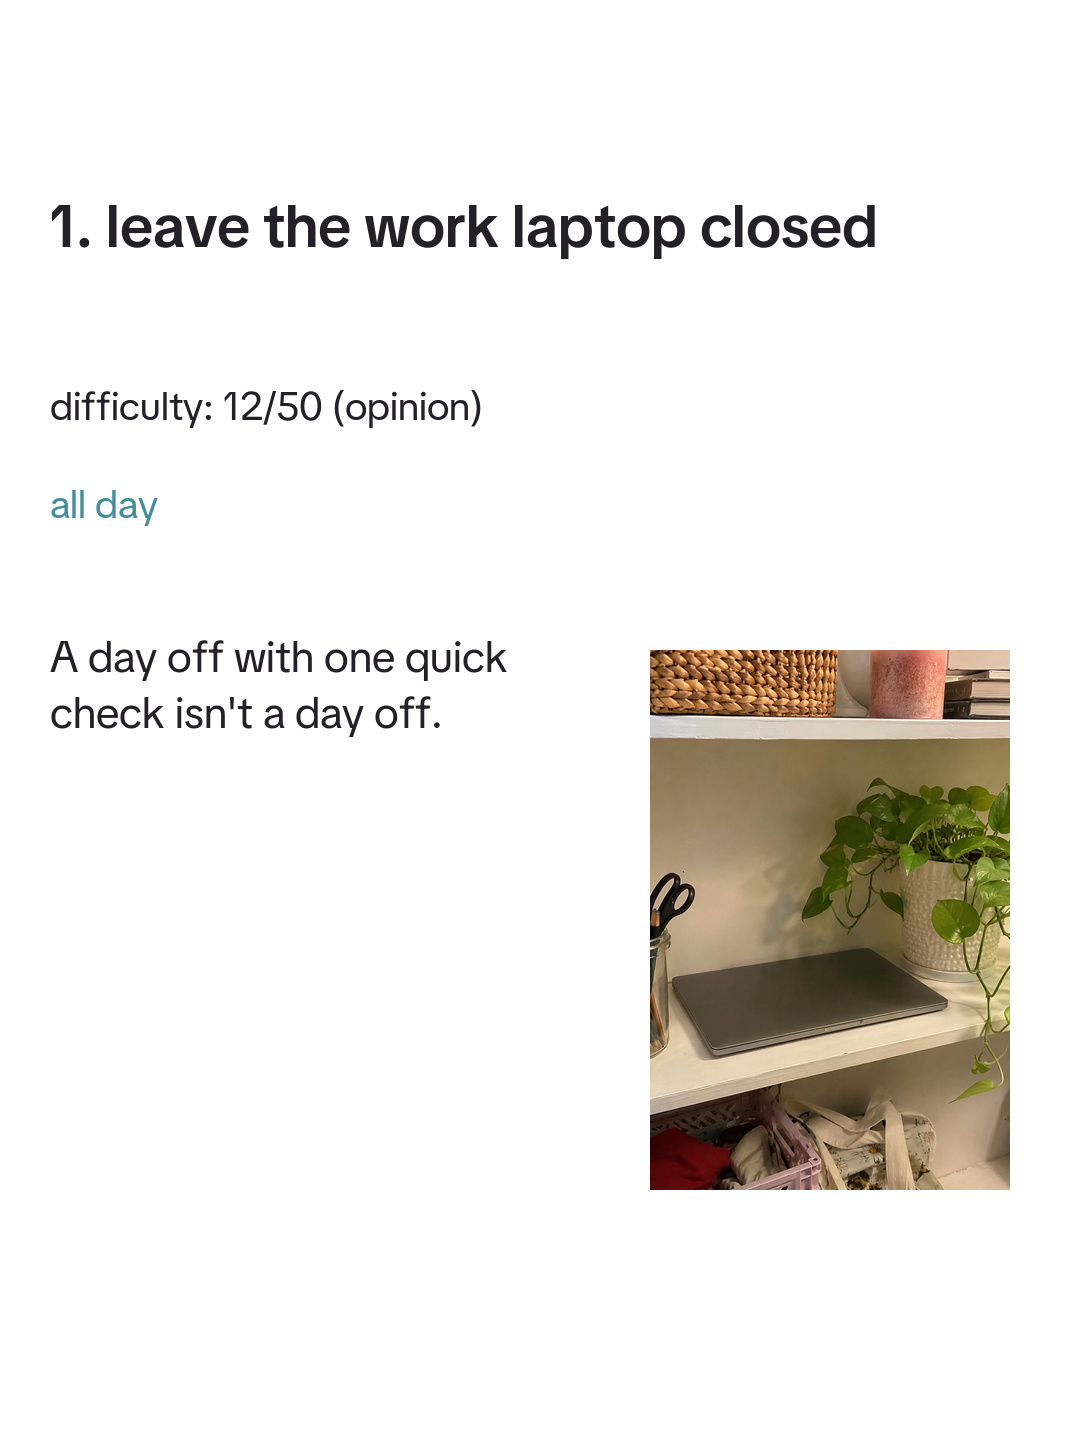 1. leave the work laptop closed
difficulty: 12/50 (opinion)
all day
A day off with one quick
check isn't a day off.